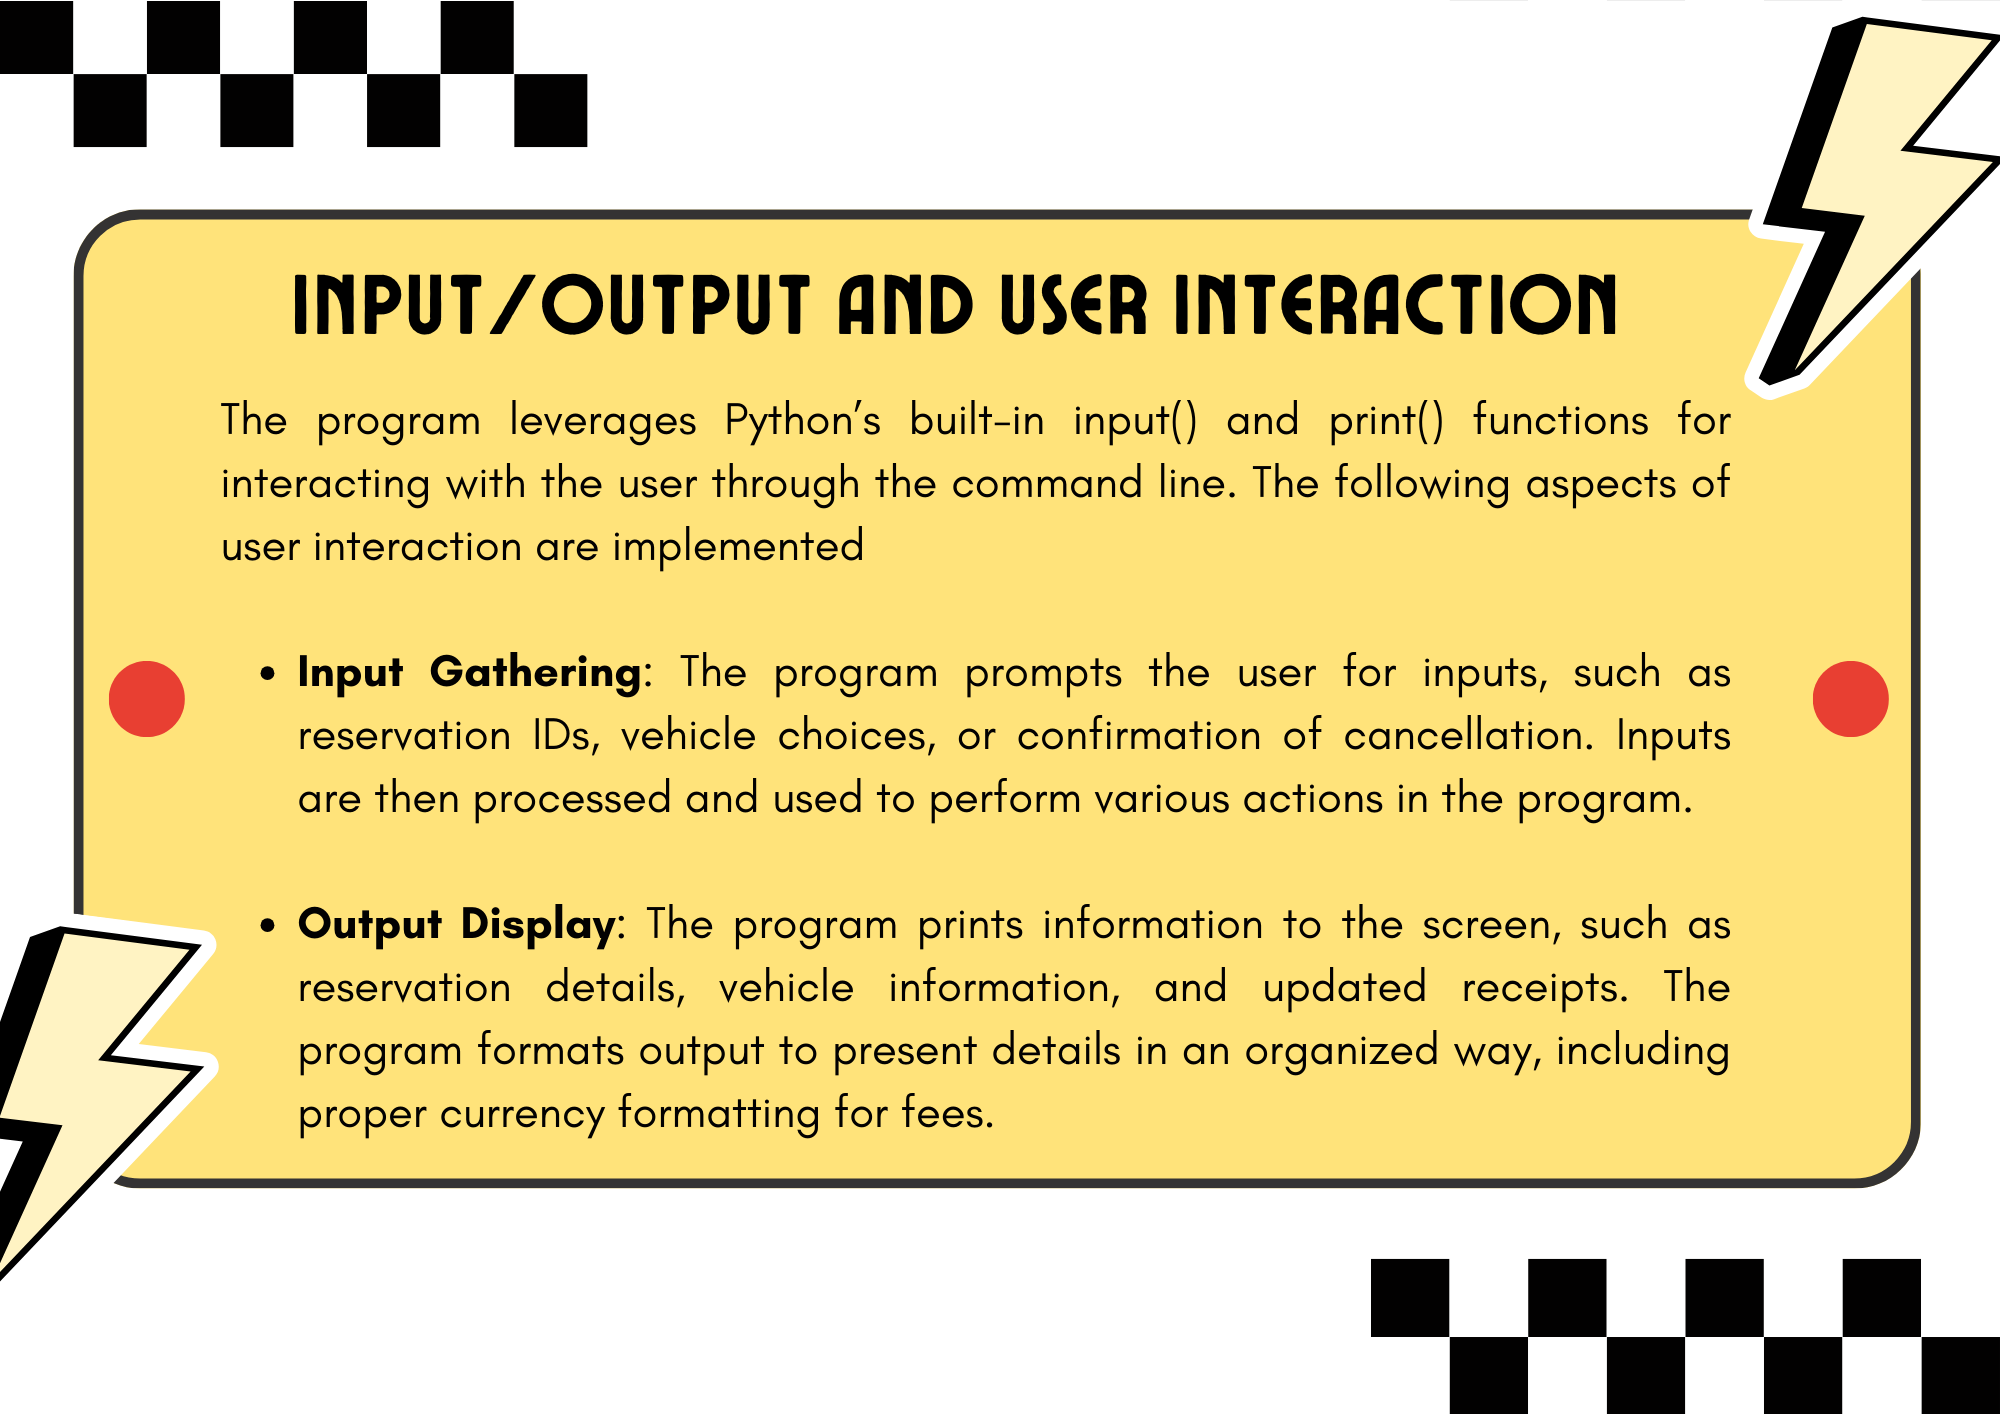 INPUT/OUTPUT AND USER INTERACTION
The program leverages Python’s built-in input() and print() functions for
interacting with the user through the command line. The following aspects of
user interaction are implemented
• Input Gathering: The program prompts the user for inputs, such as
reservation IDs, vehicle choices, or confirmation of cancellation. Inputs
are then processed and used to perform various actions in the program.
• Output Display: The program prints information to the screen, such as
reservation details, vehicle information, and updated receipts. The
program formats output to present details in an organized way, including
proper currency formatting for fees.